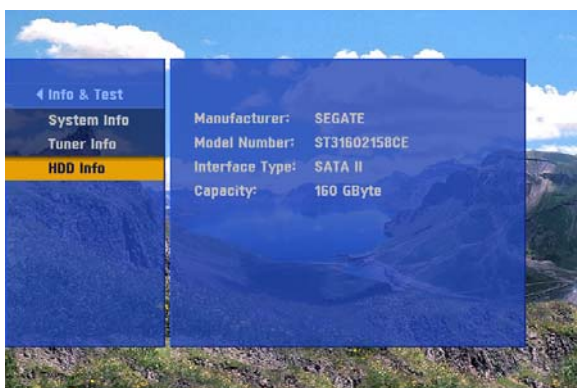 Info & Test
System Info
Tuner Info
HDD Info
Manufacturer: SEGATE
Model Number: ST31602158CE
Interface Type: SATA II
Capacity: 160 GByte